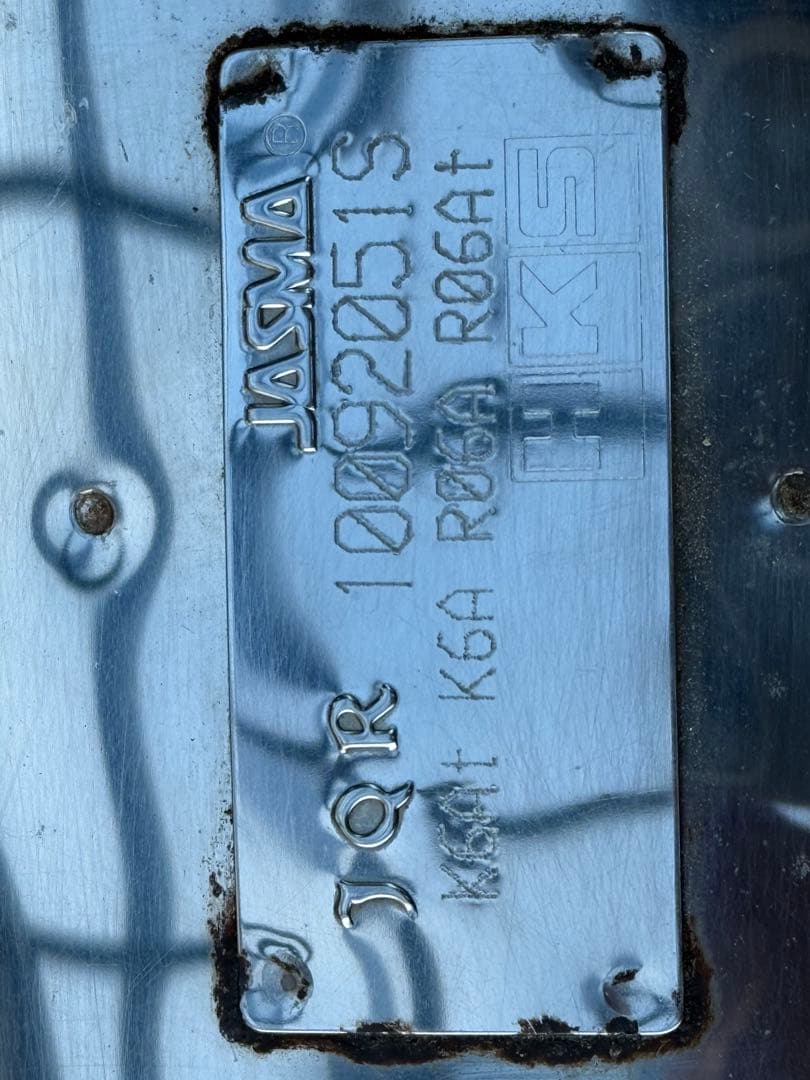 JASMA ®
JQR 10092051S
K6At K6A R06A R06At
HKS